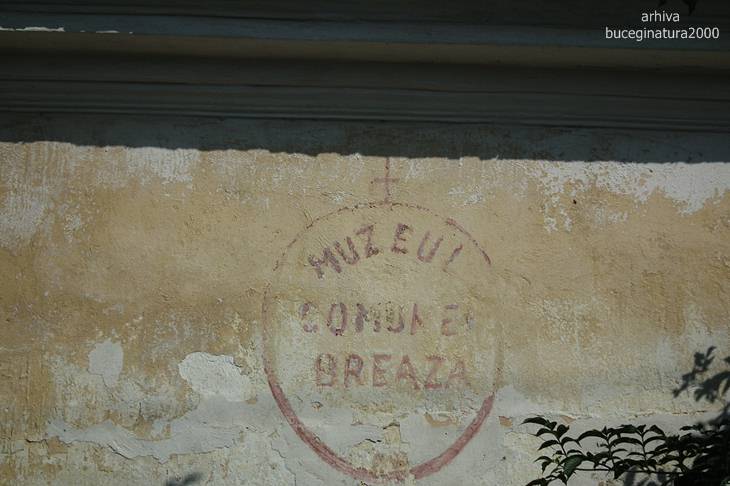 arhiva
buceginatura2000
MUZEUL
COMUNEI
BREAZA